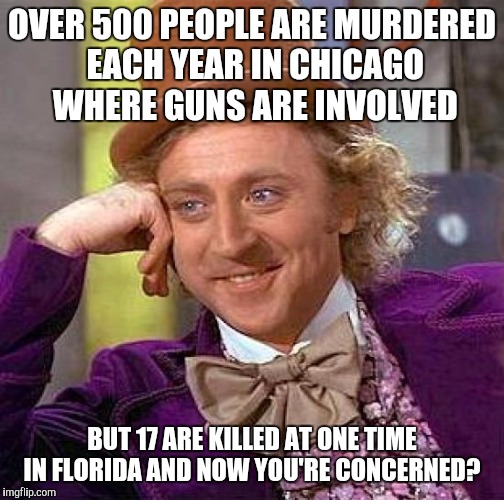 OVER 500 PEOPLE ARE MURDERED
EACH YEAR IN CHICAGO
WHERE GUNS ARE INVOLVED
BUT 17 ARE KILLED AT ONE TIME
IN FLORIDA AND NOW YOU'RE CONCERNED?
imgflip.com